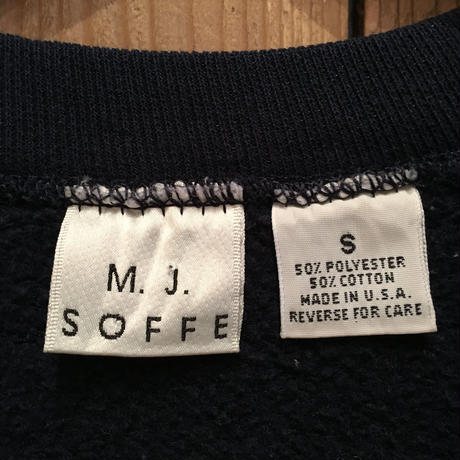 M. J.
SOFFE
S
50% POLYESTER
50% COTTON
MADE IN U.S.A.
REVERSE FOR CARE